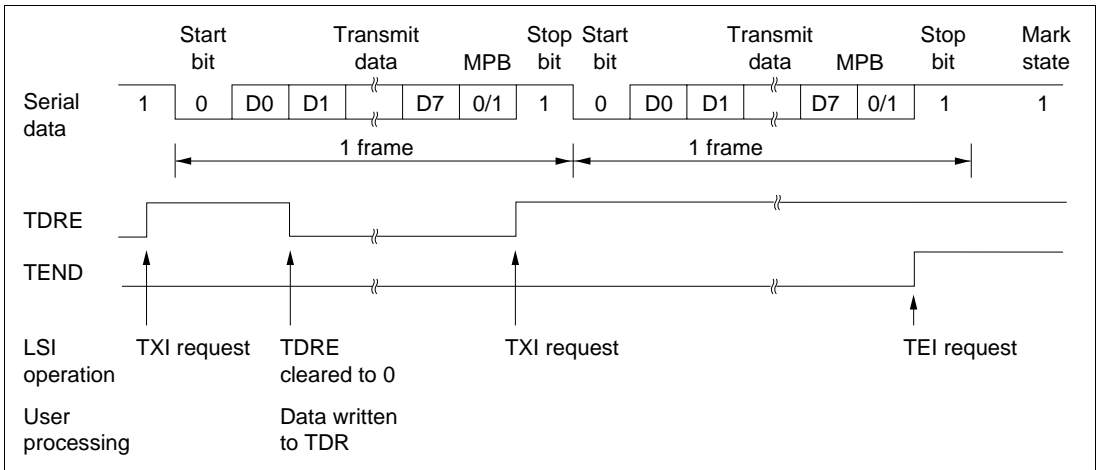 Start bit Transmit data MPB Stop bit Start bit Transmit data MPB Stop bit Mark state
Serial data 1 0 D0 D1 D7 0/1 1 0 D0 D1 D7 0/1 1 1
1 frame 1 frame
TDRE
TEND
LSI operation TXI request TDRE cleared to 0 TXI request TEI request
User processing Data written to TDR